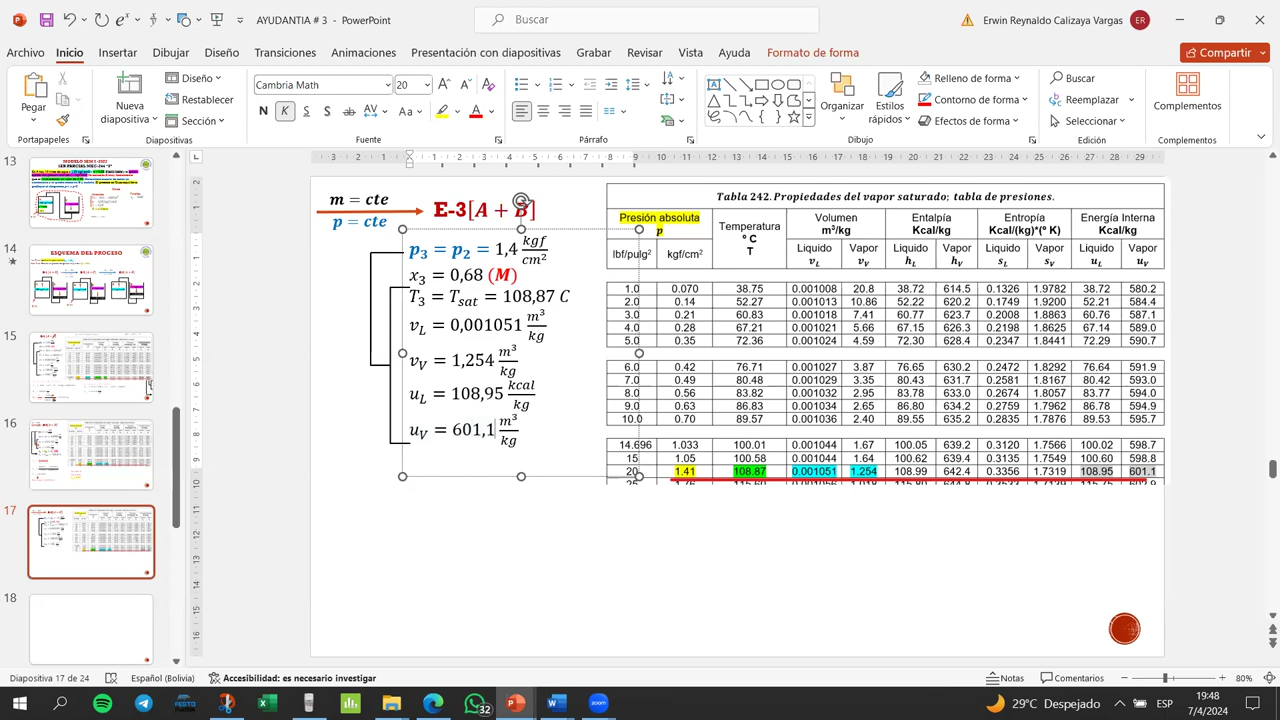 AYUDANTIA # 3 - PowerPoint
Buscar
Erwin Reynaldo Calizaya Vargas
ER
Archivo Inicio Insertar Dibujar Diseño Transiciones Animaciones Presentación con diapositivas Grabar Revisar Vista Ayuda Formato de forma
Compartir
Pegar
Nueva diapositiva
Diseño
Restablecer
Sección
Cambria Math 20
N K S S AV Aa A
Organizar
Estilos rápidos
Relleno de forma
Contorno de forma
Efectos de forma
Buscar
Reemplazar
Seleccionar
Complementos
Portapapeles Diapositivas Fuente Párrafo Dibujo Edición Complementos
13
14
ESQUEMA DEL PROCESO
15
16
17
18
m = cte
p = cte
E-3[A + B]
p₃ = p₂ = 1,4 kgf/cm²
x₃ = 0,68 (M)
T₃ = Tsat = 108,87 C
v_L = 0,001051 m³/kg
v_V = 1,254 m³/kg
u_L = 108,95 kcal/kg
u_V = 601,1 m³/kg
Tabla 242. Propiedades del vapor saturado; tabla de presiones.
Presión absoluta p Temperatura º C T Volumen m³/kg Entalpía Kcal/kg Entropía Kcal/(kg)*(º K) Energía Interna Kcal/kg
lbf/pulg² kgf/cm² Liquido v_L Vapor v_V Liquido h_L Vapor h_V Liquido s_L Vapor s_V Liquido u_L Vapor u_V
1.0 0.070 38.75 0.001008 20.8 38.72 614.5 0.1326 1.9782 38.72 580.2
2.0 0.14 52.27 0.001013 10.86 52.22 620.2 0.1749 1.9200 52.21 584.4
3.0 0.21 60.83 0.001018 7.41 60.77 623.7 0.2008 1.8863 60.76 587.1
4.0 0.28 67.21 0.001021 5.66 67.15 626.3 0.2198 1.8625 67.14 589.0
5.0 0.35 72.36 0.001024 4.59 72.30 628.4 0.2347 1.8441 72.29 590.7
6.0 0.42 76.71 0.001027 3.87 76.65 630.2 0.2472 1.8292 76.64 591.9
7.0 0.49 80.48 0.001029 3.35 80.43 631.7 0.2581 1.8167 80.42 593.0
8.0 0.56 83.82 0.001032 2.95 83.78 633.0 0.2674 1.8057 83.77 594.0
9.0 0.63 86.83 0.001034 2.65 86.80 634.2 0.2759 1.7962 86.78 594.9
10.0 0.70 89.57 0.001036 2.40 89.55 635.2 0.2835 1.7876 89.53 595.7
14.696 1.033 100.01 0.001044 1.67 100.05 639.2 0.3120 1.7566 100.02 598.7
15 1.05 100.58 0.001044 1.64 100.62 639.4 0.3135 1.7549 100.60 598.8
20 1.41 108.87 0.001051 1.254 108.99 642.4 0.3356 1.7319 108.95 601.1
Diapositiva 17 de 24 Español (Bolivia) Accesibilidad: es necesario investigar Notas Comentarios 80%
32
29°C Despejado ESP 19:48
7/4/2024